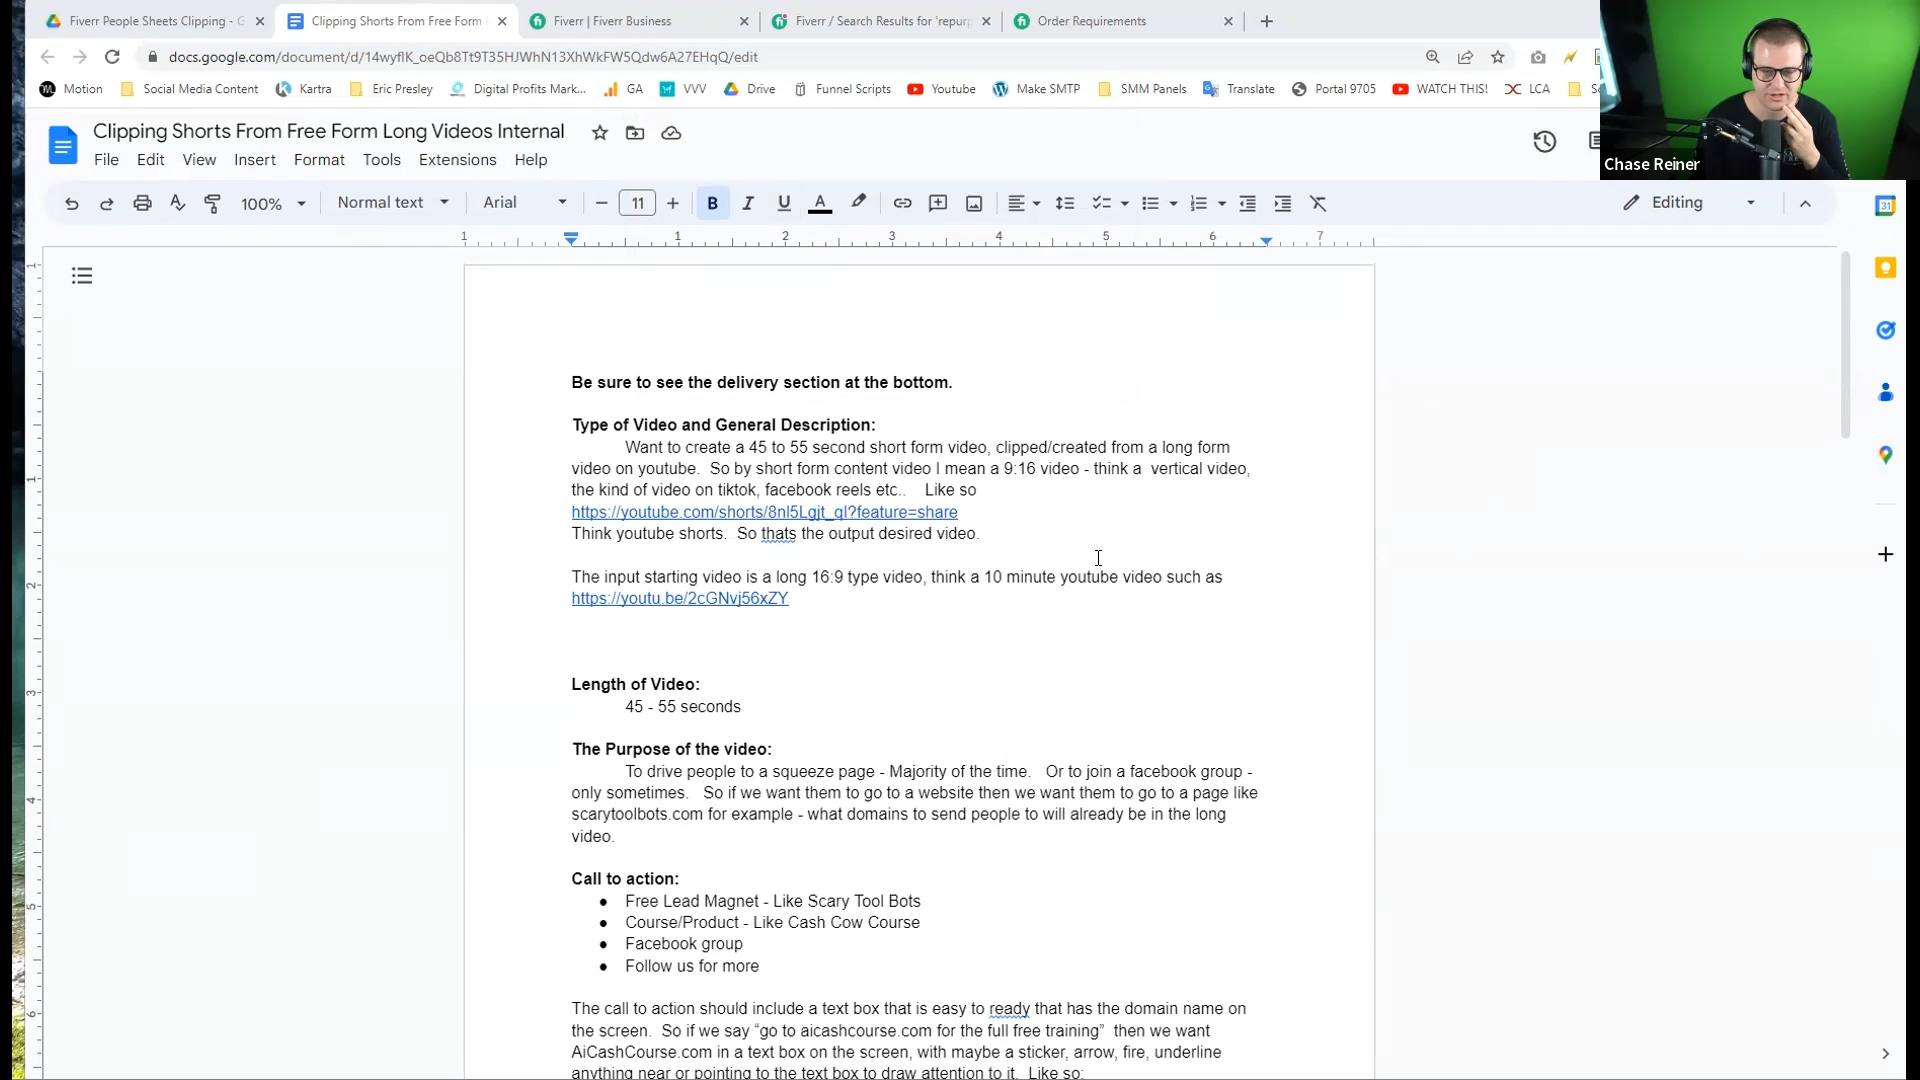 Fiverr People Sheets Clipping - G
Clipping Shorts From Free Form
Fiverr | Fiverr Business
Fiverr / Search Results for 'repur
Order Requirements
docs.google.com/document/d/14wyflK_oeQb8Tt9T35HJWhN13XhWkFW5Qdw6A27EHqQ/edit
Motion
Social Media Content
Kartra
Eric Presley
Digital Profits Mark...
GA
VVV
Drive
Funnel Scripts
Youtube
Make SMTP
SMM Panels
Translate
Portal 9705
WATCH THIS!
LCA
Chase Reiner
Clipping Shorts From Free Form Long Videos Internal
File Edit View Insert Format Tools Extensions Help
100% Normal text Arial 11 B I U A Editing
1 1 2 3 4 5 6 7
Be sure to see the delivery section at the bottom.
Type of Video and General Description:
Want to create a 45 to 55 second short form video, clipped/created from a long form
video on youtube. So by short form content video I mean a 9:16 video - think a vertical video,
the kind of video on tiktok, facebook reels etc.. Like so
https://youtube.com/shorts/8nl5Lgjt_qI?feature=share
Think youtube shorts. So thats the output desired video.
The input starting video is a long 16:9 type video, think a 10 minute youtube video such as
https://youtu.be/2cGNvj56xZY
Length of Video:
45 - 55 seconds
The Purpose of the video:
To drive people to a squeeze page - Majority of the time. Or to join a facebook group -
only sometimes. So if we want them to go to a website then we want them to go to a page like
scarytoolbots.com for example - what domains to send people to will already be in the long
video.
Call to action:
● Free Lead Magnet - Like Scary Tool Bots
● Course/Product - Like Cash Cow Course
● Facebook group
● Follow us for more
The call to action should include a text box that is easy to ready that has the domain name on
the screen. So if we say “go to aicashcourse.com for the full free training” then we want
AiCashCourse.com in a text box on the screen, with maybe a sticker, arrow, fire, underline
anything near or pointing to the text box to draw attention to it. Like so: